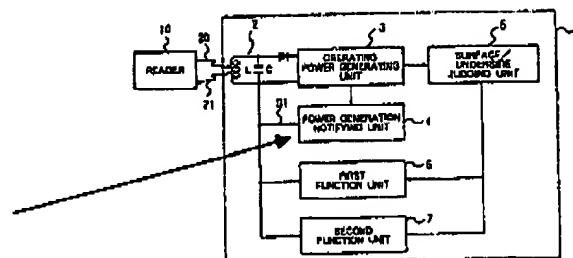 10
20
2
3
5
READER
21
L C
OPERATING
POWER GENERATING
UNIT
SURFACE/
UNDERSIDE
JUDGING UNIT
S1
POWER GENERATION
NOTIFYING UNIT
4
6
FIRST
FUNCTION UNIT
7
SECOND
FUNCTION UNIT